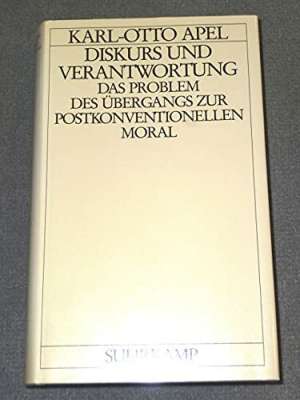 KARL-OTTO APEL
DISKURS UND
VERANTWORTUNG
DAS PROBLEM
DES ÜBERGANGS ZUR
POSTKONVENTIONELLEN
MORAL
SUHRKAMP